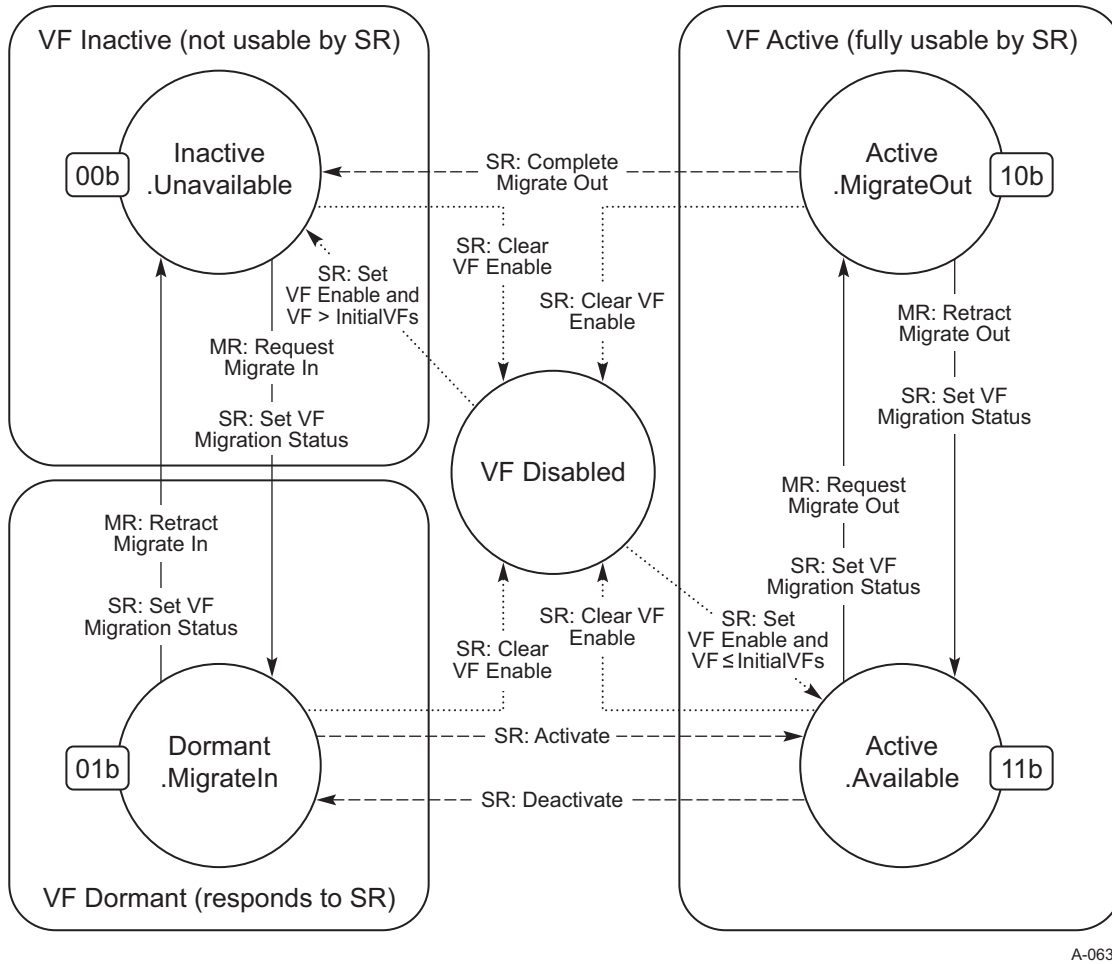 VF Inactive (not usable by SR)
VF Active (fully usable by SR)
00b
Inactive
.Unavailable
SR: Complete
Migrate Out
Active
.MigrateOut
10b
SR: Clear
VF Enable
SR: Set
VF Enable and
VF > InitialVFs
SR: Clear VF
Enable
MR: Retract
Migrate Out
MR: Request
Migrate In
SR: Set VF
Migration Status
SR: Set VF
Migration Status
VF Disabled
MR: Request
Migrate Out
MR: Retract
Migrate In
SR: Set VF
Migration Status
SR: Set VF
Migration Status
SR: Clear
VF Enable
SR: Clear VF
Enable
SR: Set
VF Enable and
VF ≤ InitialVFs
01b
Dormant
.MigrateIn
SR: Activate
SR: Deactivate
Active
.Available
11b
VF Dormant (responds to SR)
A-063